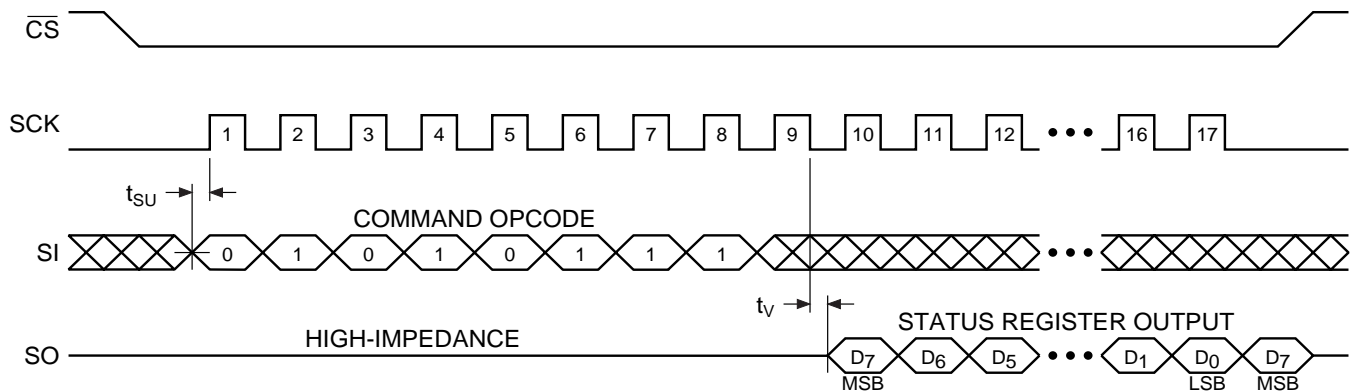 CS
SCK 1 2 3 4 5 6 7 8 9 10 11 12 ••• 16 17
tSU
COMMAND OPCODE
SI 0 1 0 1 0 1 1 1 •••
tV
HIGH-IMPEDANCE
STATUS REGISTER OUTPUT
SO D7 D6 D5 ••• D1 D0 D7
MSB LSB MSB